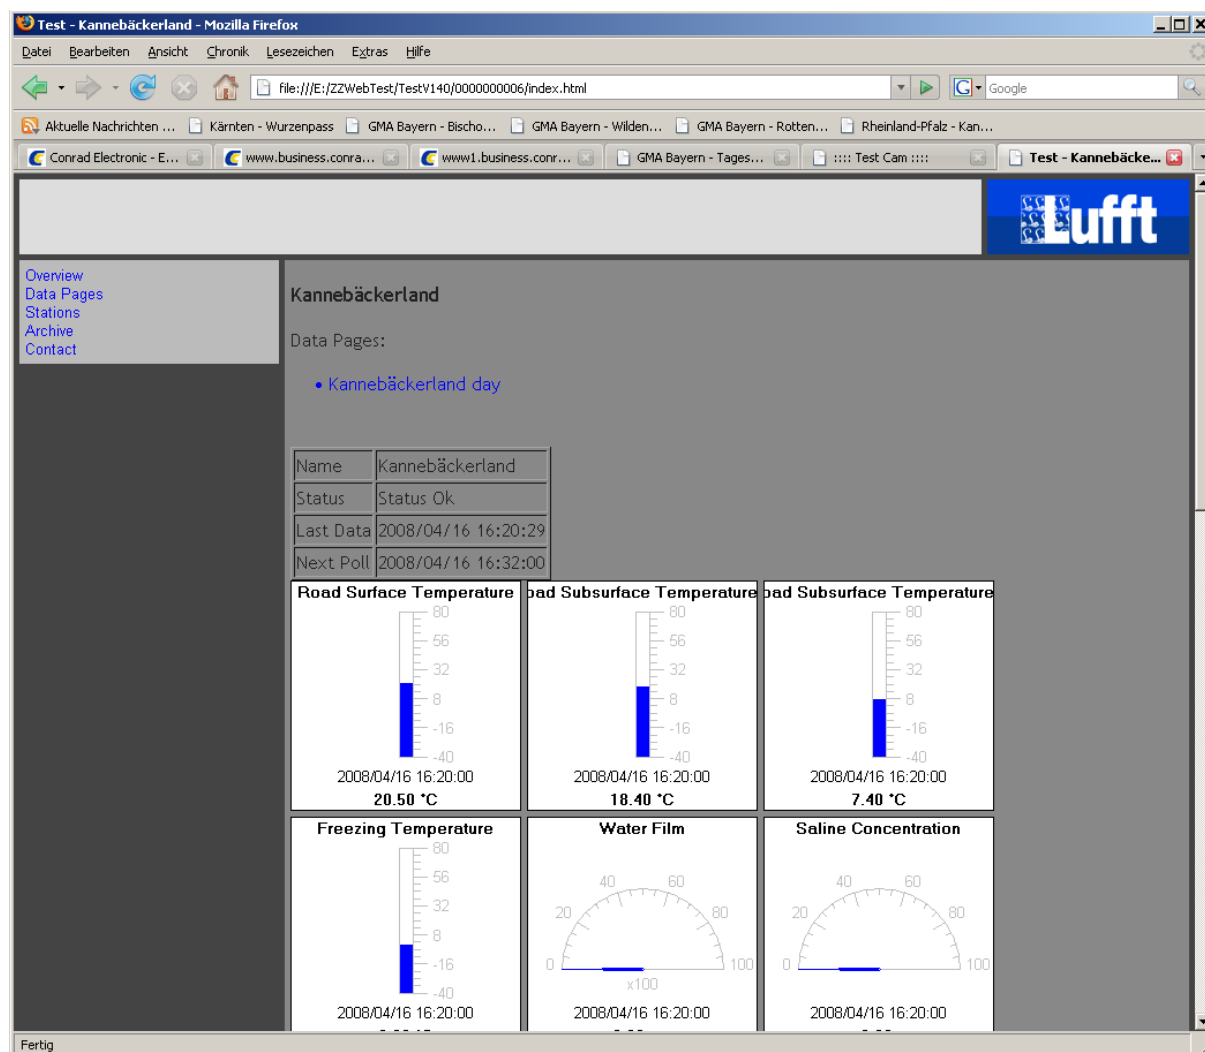 Test - Kannebäckerland - Mozilla Firefox
Datei Bearbeiten Ansicht Chronik Lesezeichen Extras Hilfe
file:///E:/ZZWebTest/TestV140/0000000006/index.html
G Google
Aktuelle Nachrichten ... Kärnten - Wurzenpass GMA Bayern - Bischo... GMA Bayern - Wilden... GMA Bayern - Rotten... Rheinland-Pfalz - Kan...
Conrad Electronic - E... www.business.conra... www1.business.conr... GMA Bayern - Tages... :::: Test Cam :::: Test - Kannebäcke...
Lufft
Overview
Data Pages
Stations
Archive
Contact
Kannebäckerland
Data Pages:
• Kannebäckerland day
Name Kannebäckerland
Status Status Ok
Last Data 2008/04/16 16:20:29
Next Poll 2008/04/16 16:32:00
Road Surface Temperature
80
56
32
8
-16
-40
2008/04/16 16:20:00
20.50 °C
oad Subsurface Temperature
80
56
32
8
-16
-40
2008/04/16 16:20:00
18.40 °C
oad Subsurface Temperature
80
56
32
8
-16
-40
2008/04/16 16:20:00
7.40 °C
Freezing Temperature
80
56
32
8
-16
-40
2008/04/16 16:20:00
Water Film
0 20 40 60 80 100
x100
2008/04/16 16:20:00
Saline Concentration
0 20 40 60 80 100
2008/04/16 16:20:00
Fertig